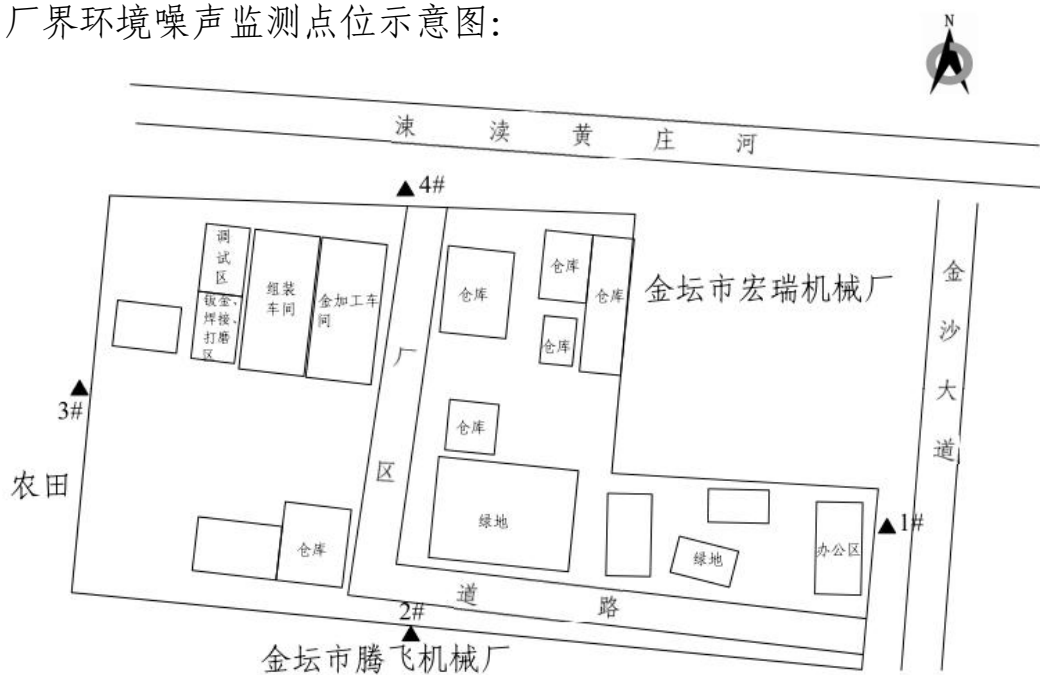 厂界环境噪声监测点位示意图:
N
涑渎黄庄河
4#
调试区
钣金、焊接、打磨区
组装车间
金加工车间
仓库
仓库
仓库
仓库
金坛市宏瑞机械厂
金沙大道
3#
农田
厂区道路
仓库
绿地
仓库
绿地
办公区
1#
2#
金坛市腾飞机械厂